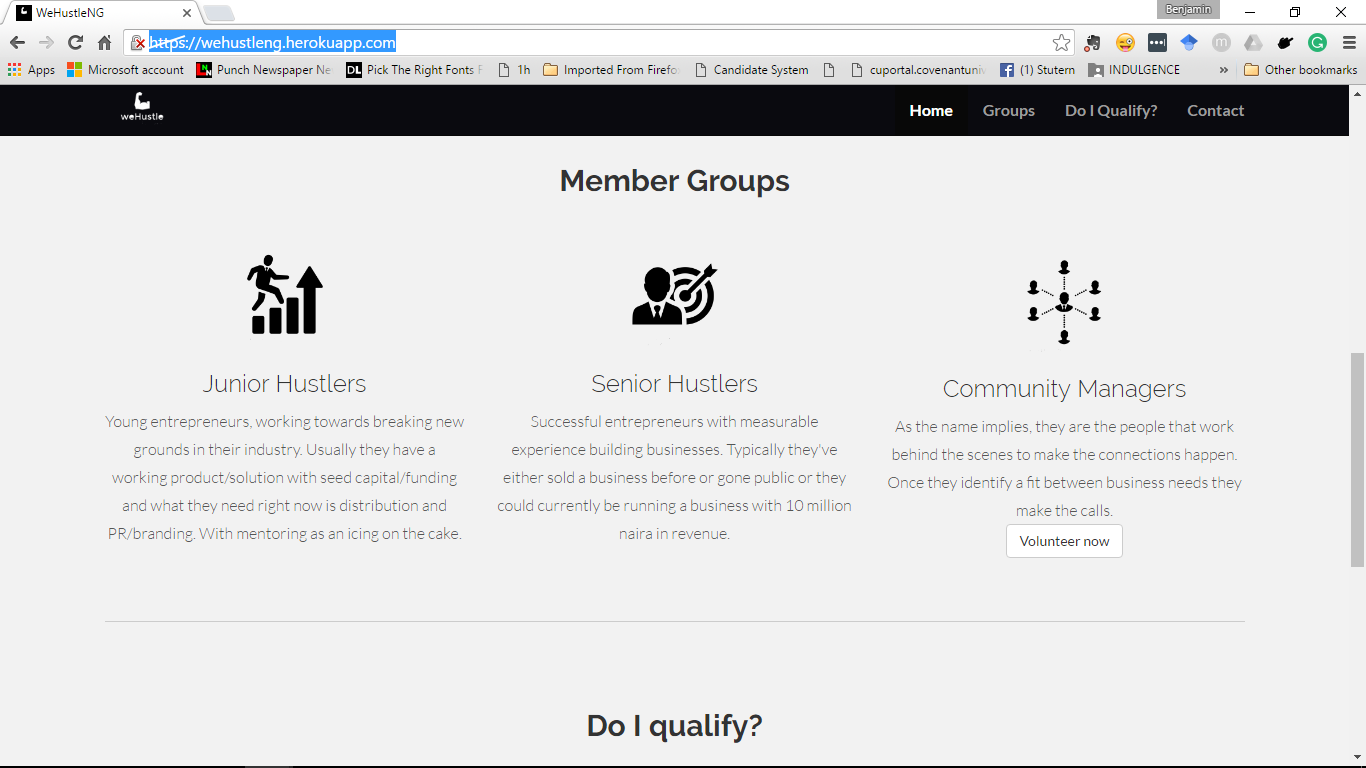 WeHustleNG
Benjamin
https://wehustleng.herokuapp.com
Apps
Microsoft account
Punch Newspaper Ne
Pick The Right Fonts F
1h
Imported From Firefo
Candidate System
cuportal.covenantuniv
(1) Stutern
INDULGENCE
»
Other bookmarks
weHustle
Home Groups Do I Qualify? Contact
Member Groups
Junior Hustlers
Young entrepreneurs, working towards breaking new
grounds in their industry. Usually they have a
working product/solution with seed capital/funding
and what they need right now is distribution and
PR/branding. With mentoring as an icing on the cake.
Senior Hustlers
Successful entrepreneurs with measurable
experience building businesses. Typically they've
either sold a business before or gone public or they
could currently be running a business with 10 million
naira in revenue.
Community Managers
As the name implies, they are the people that work
behind the scenes to make the connections happen.
Once they identify a fit between business needs they
make the calls.
Volunteer now
Do I qualify?